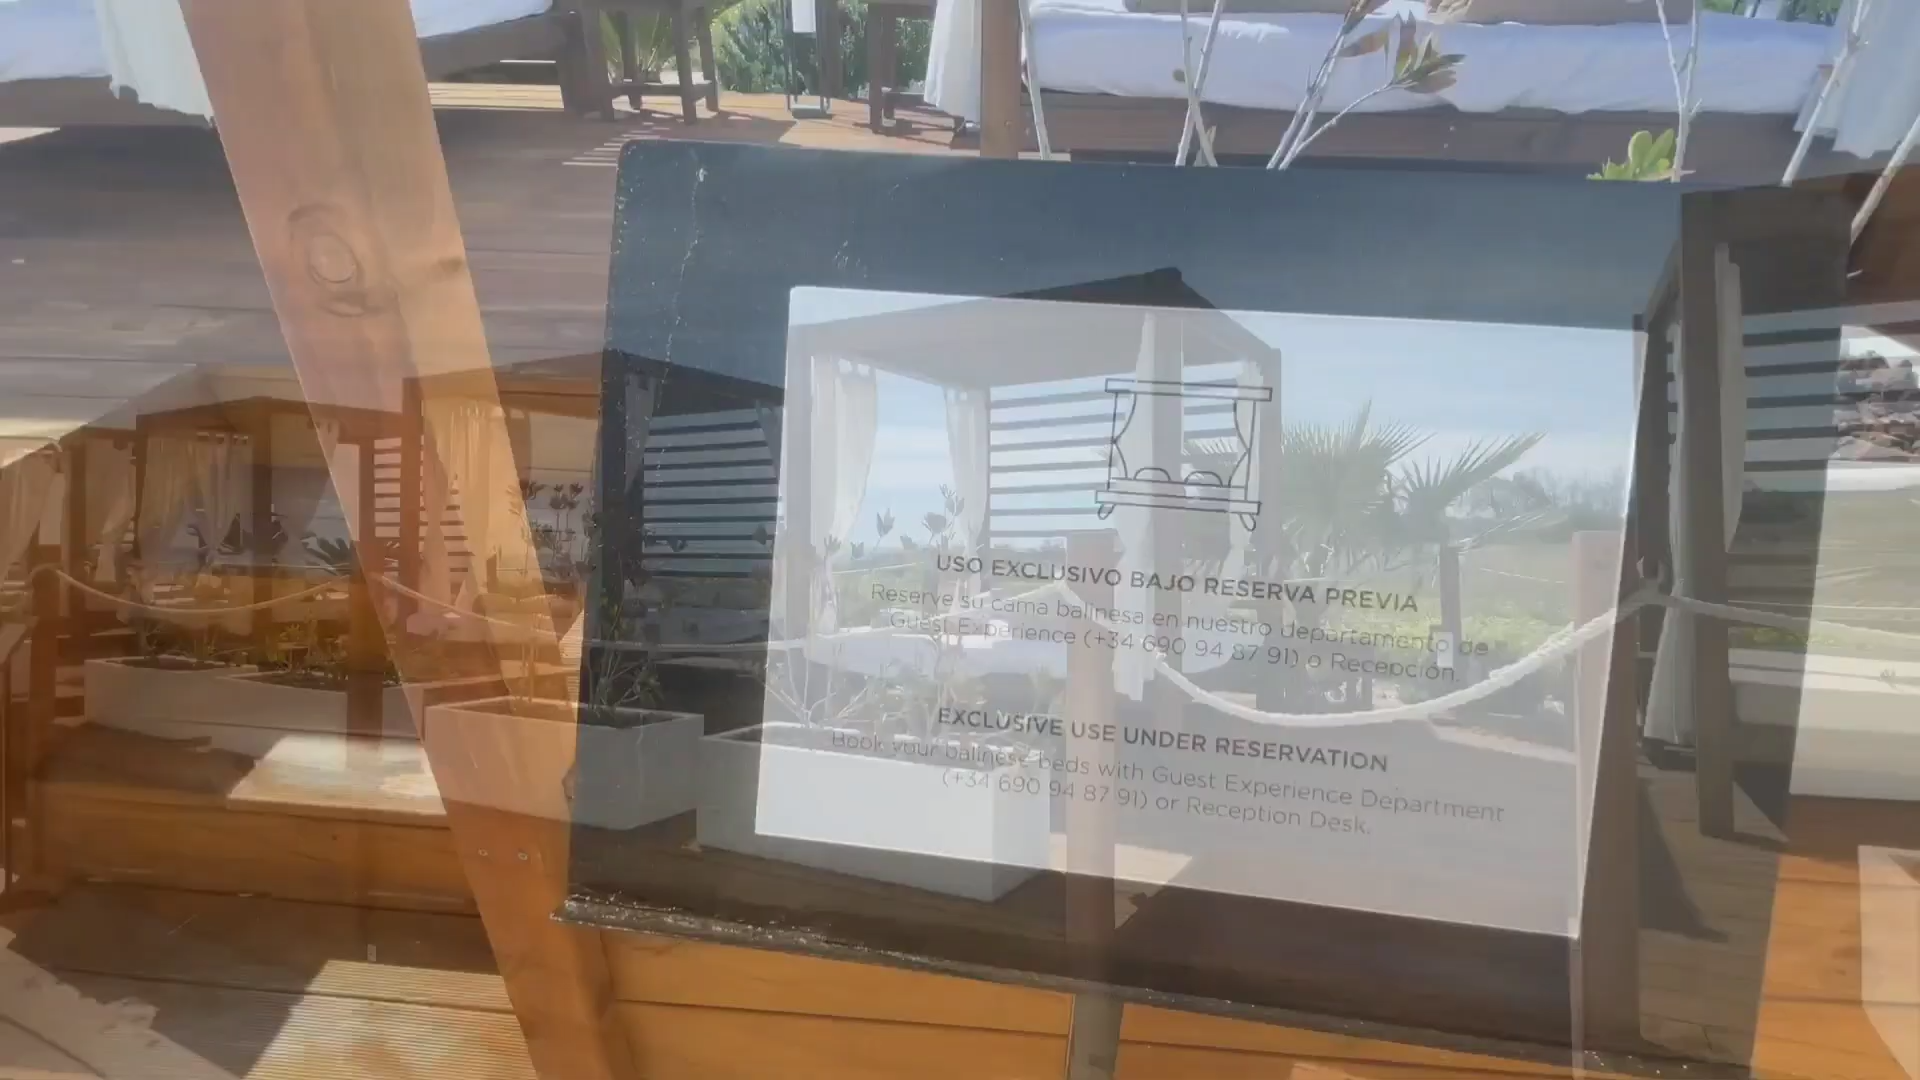 USO EXCLUSIVO BAJO RESERVA PREVIA
Reserve su cama balinesa en nuestro departamento de
Guest Experience (+34 690 94 87 91) o Recepción.
EXCLUSIVE USE UNDER RESERVATION
Book your balinese beds with Guest Experience Department
(+34 690 94 87 91) or Reception Desk.